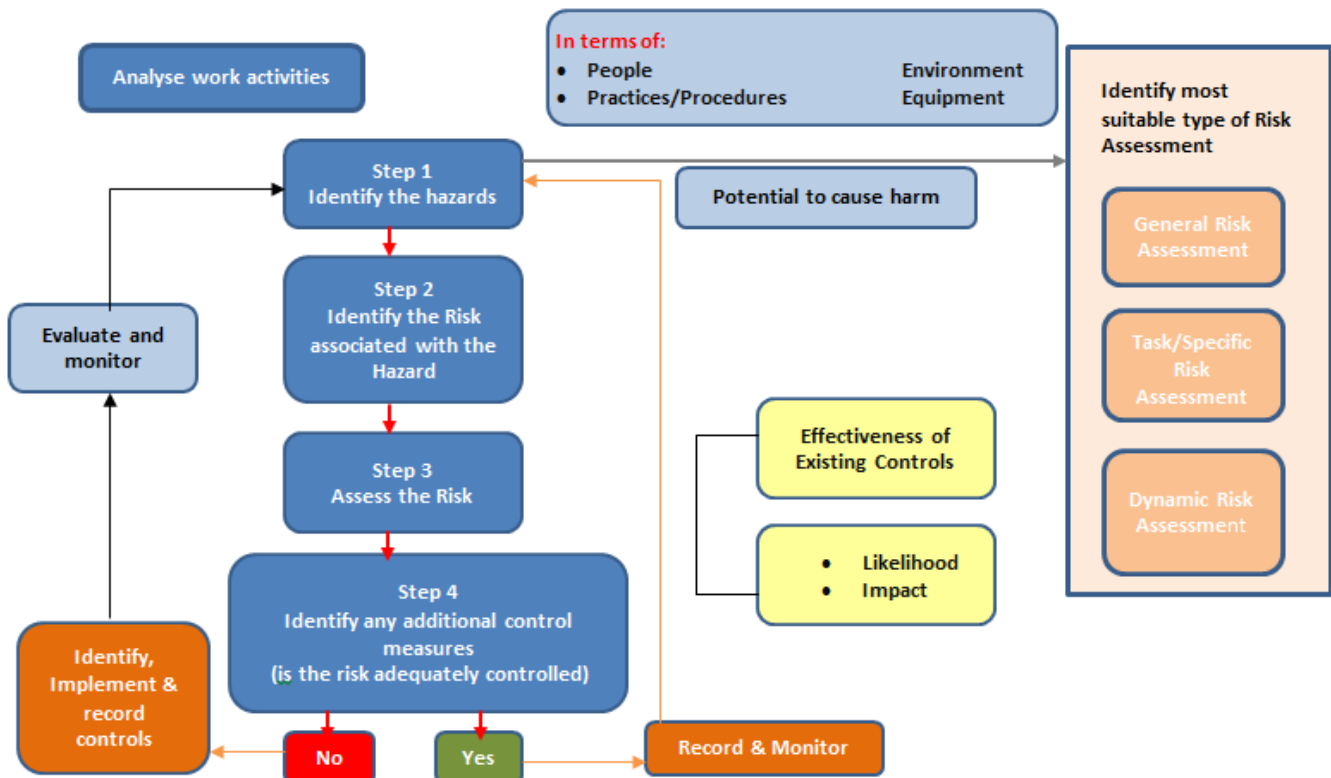 In terms of:
• People Environment
• Practices/Procedures Equipment
Analyse work activities
Identify most
suitable type of Risk
Assessment
Step 1
Identify the hazards
Potential to cause harm
General Risk
Assessment
Step 2
Identify the Risk
associated with the
Hazard
Evaluate and
monitor
Task/Specific
Risk
Assessment
Effectiveness of
Existing Controls
Step 3
Assess the Risk
Dynamic Risk
Assessment
• Likelihood
• Impact
Step 4
Identify any additional control
measures
(is the risk adequately controlled)
Identify,
Implement &
record
controls
No
Yes
Record & Monitor